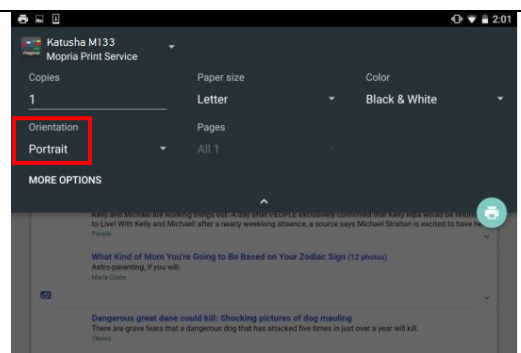 2:01
Katusha M133
mopria Mopria Print Service
Copies Paper size Color
1 Letter Black & White
Orientation Pages
Portrait All 1
MORE OPTIONS
Kelly and Michael are working things out. A day after PEOPLE exclusively confirmed that Kelly Ripa would be return
to Live! With Kelly and Michael! after a nearly weeklong absence, a source says Michael Strahan is excited to have he
People
What Kind of Mom You're Going to Be Based on Your Zodiac Sign (12 photos)
Astro-parenting, if you will.
Marie Claire
Dangerous great dane could kill: Shocking pictures of dog mauling
There are grave fears that a dangerous dog that has attacked five times in just over a year will kill.
7News